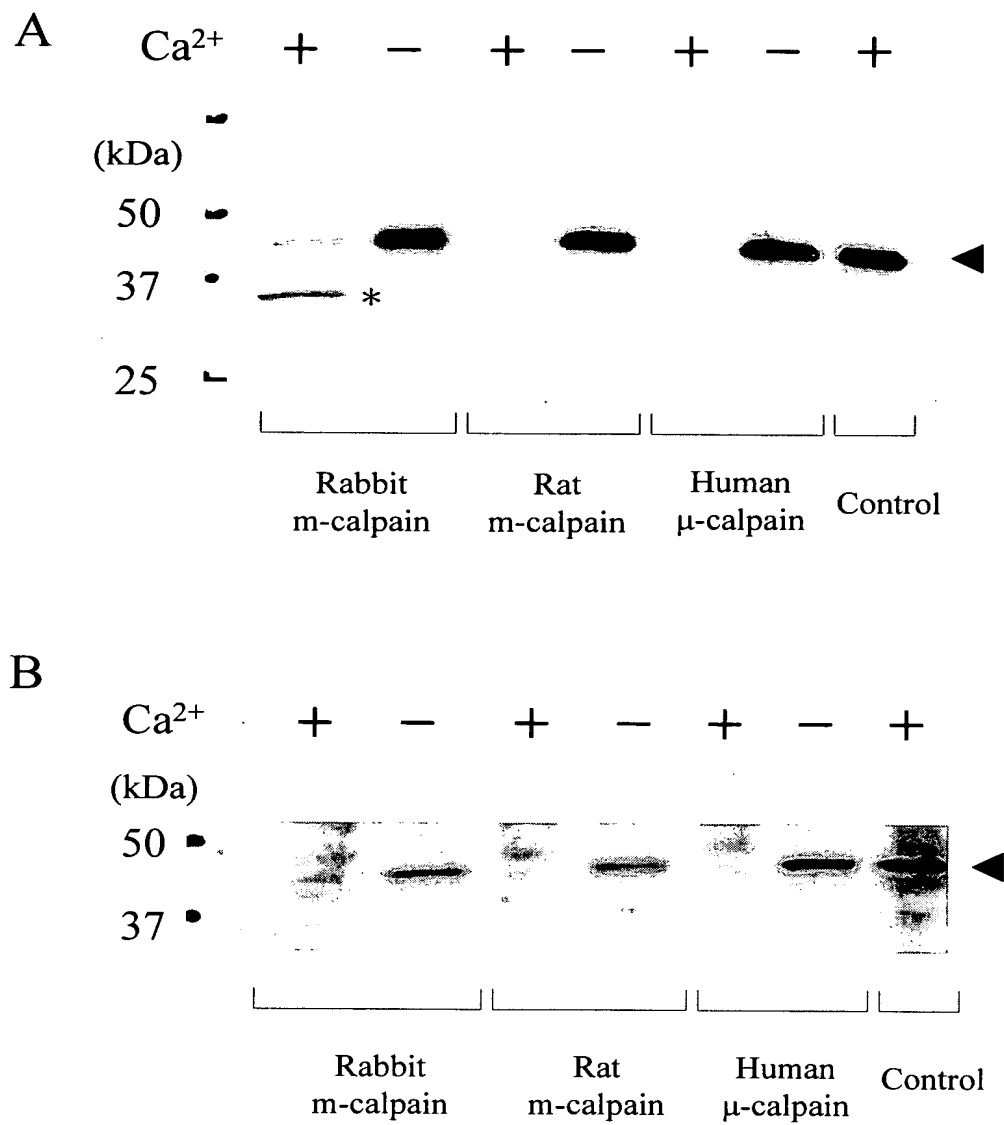 A
Ca²⁺ + − + − + − +
(kDa)
50
37
*
25
Rabbit m-calpain
Rat m-calpain
Human μ-calpain
Control
B
Ca²⁺ + − + − + − +
(kDa)
50
37
Rabbit m-calpain
Rat m-calpain
Human μ-calpain
Control